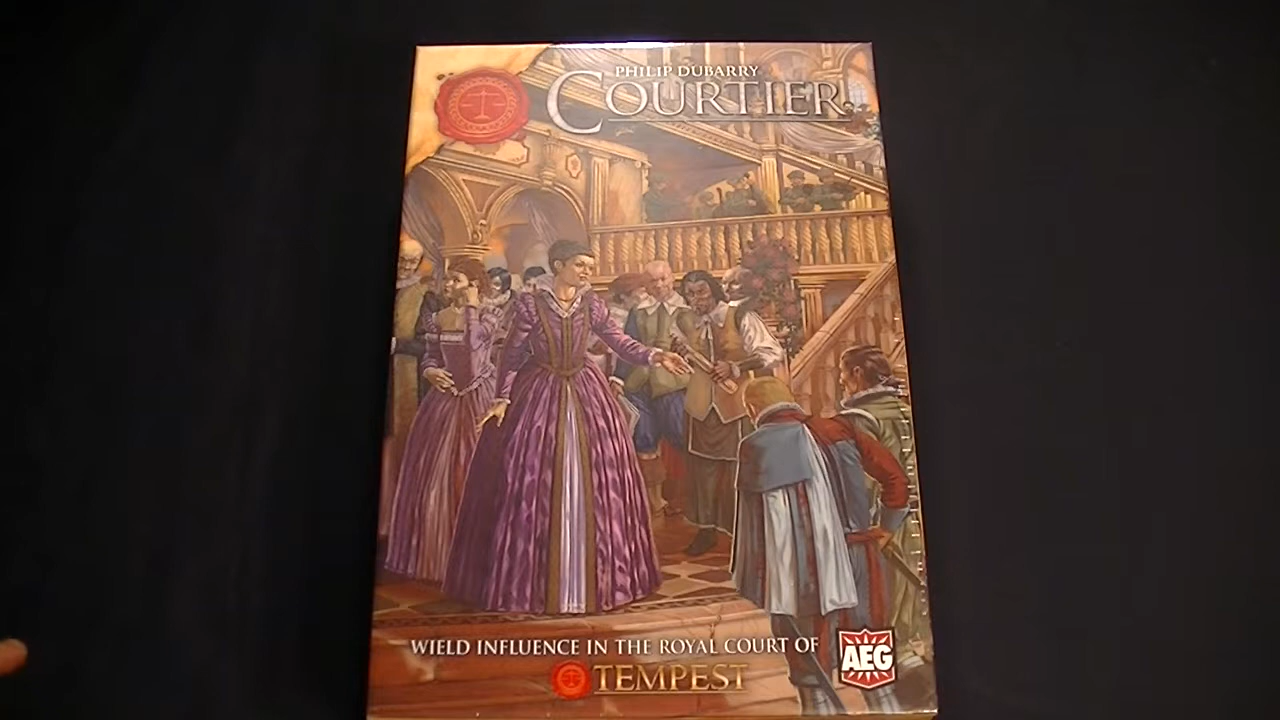 PHILIP DUBARRY
COURTIER
WIELD INFLUENCE IN THE ROYAL COURT OF
TEMPEST
AEG